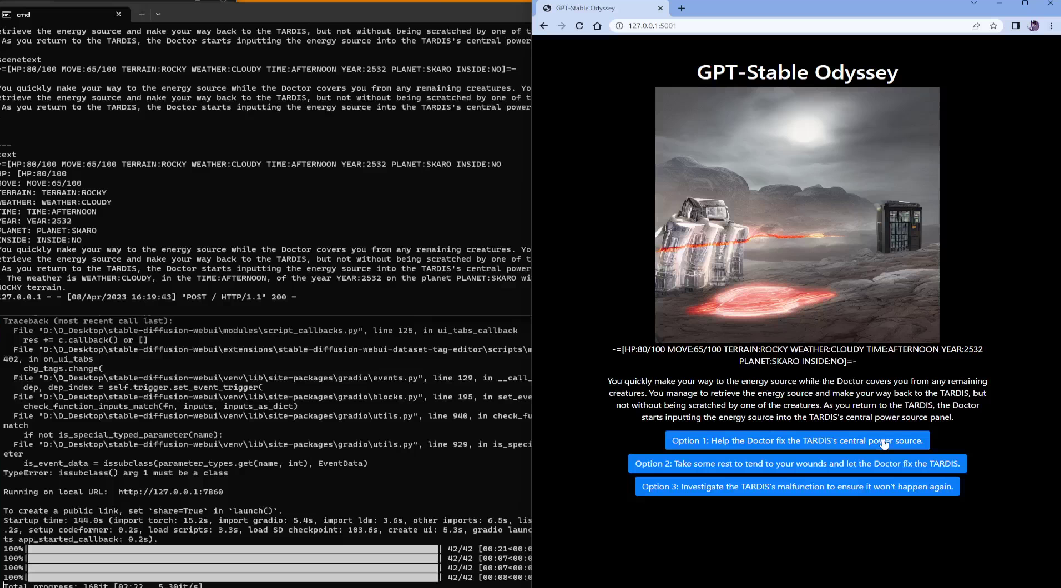 cmd
retrieve the energy source and make your way back to the TARDIS, but not without being scratched by one of t
As you return to the TARDIS, the Doctor starts inputting the energy source into the TARDIS's central power
scenetext
-=[HP:80/100 MOVE:65/100 TERRAIN:ROCKY WEATHER:CLOUDY TIME:AFTERNOON YEAR:2532 PLANET:SKARO INSIDE:NO]=-
You quickly make your way to the energy source while the Doctor covers you from any remaining creatures. Yo
retrieve the energy source and make your way back to the TARDIS, but not without being scratched by one of t
As you return to the TARDIS, the Doctor starts inputting the energy source into the TARDIS's central power
---
text
-=[HP:80/100 MOVE:65/100 TERRAIN:ROCKY WEATHER:CLOUDY TIME:AFTERNOON YEAR:2532 PLANET:SKARO INSIDE:NO
HP: [HP:80/100
MOVE: MOVE:65/100
TERRAIN: TERRAIN:ROCKY
WEATHER: WEATHER:CLOUDY
TIME: TIME:AFTERNOON
YEAR: YEAR:2532
PLANET: PLANET:SKARO
INSIDE: INSIDE:NO
You quickly make your way to the energy source while the Doctor covers you from any remaining creatures. Yo
retrieve the energy source and make your way back to the TARDIS, but not without being scratched by one of t
As you return to the TARDIS, the Doctor starts inputting the energy source into the TARDIS's central power
The weather is WEATHER:CLOUDY, in the TIME:AFTERNOON, of the year YEAR:2532 on the planet PLANET:SKARO wi
ROCKY terrain.
127.0.0.1 - - [08/Apr/2023 16:19:43] "POST / HTTP/1.1" 200 -
Traceback (most recent call last):
File "D:\D_Desktop\stable-diffusion-webui\modules\script_callbacks.py", line 125, in ui_tabs_callback
res += c.callback() or []
File "D:\D_Desktop\stable-diffusion-webui\extensions\stable-diffusion-webui-dataset-tag-editor\scripts\m
402, in on_ui_tabs
cbg_tags.change(
File "D:\D_Desktop\stable-diffusion-webui\venv\lib\site-packages\gradio\events.py", line 129, in __call_
dep, dep_index = self.trigger.set_event_trigger(
File "D:\D_Desktop\stable-diffusion-webui\venv\lib\site-packages\gradio\blocks.py", line 195, in set_eve
check_function_inputs_match(fn, inputs, inputs_as_dict)
File "D:\D_Desktop\stable-diffusion-webui\venv\lib\site-packages\gradio\utils.py", line 940, in check_fu
match
if not is_special_typed_parameter(name):
File "D:\D_Desktop\stable-diffusion-webui\venv\lib\site-packages\gradio\utils.py", line 929, in is_speci
eter
is_event_data = issubclass(parameter_types.get(name, int), EventData)
TypeError: issubclass() arg 1 must be a class
Running on local URL: http://127.0.0.1:7860
To create a public link, set `share=True` in `launch()`.
Startup time: 144.0s (import torch: 15.2s, import gradio: 5.4s, import ldm: 3.6s, other imports: 6.5s, lis
.2s, setup codeformer: 0.2s, load scripts: 3.3s, load SD checkpoint: 103.6s, create ui: 5.3s, gradio laun
ts app_started_callback: 0.2s).
100% 42/42 [00:21<00:0
100% 42/42 [00:07<00:0
100% 42/42 [00:07<00:0
100% 42/42 [00:08<00:0
Total progress: 168it [02:22, 5.30it/s]
GPT-Stable Odyssey
127.0.0.1:5001
GPT-Stable Odyssey
-=[HP:80/100 MOVE:65/100 TERRAIN:ROCKY WEATHER:CLOUDY TIME:AFTERNOON YEAR:2532
PLANET:SKARO INSIDE:NO]=-
You quickly make your way to the energy source while the Doctor covers you from any remaining
creatures. You manage to retrieve the energy source and make your way back to the TARDIS, but
not without being scratched by one of the creatures. As you return to the TARDIS, the Doctor
starts inputting the energy source into the TARDIS's central power source panel.
Option 1: Help the Doctor fix the TARDIS's central power source.
Option 2: Take some rest to tend to your wounds and let the Doctor fix the TARDIS.
Option 3: Investigate the TARDIS's malfunction to ensure it won't happen again.